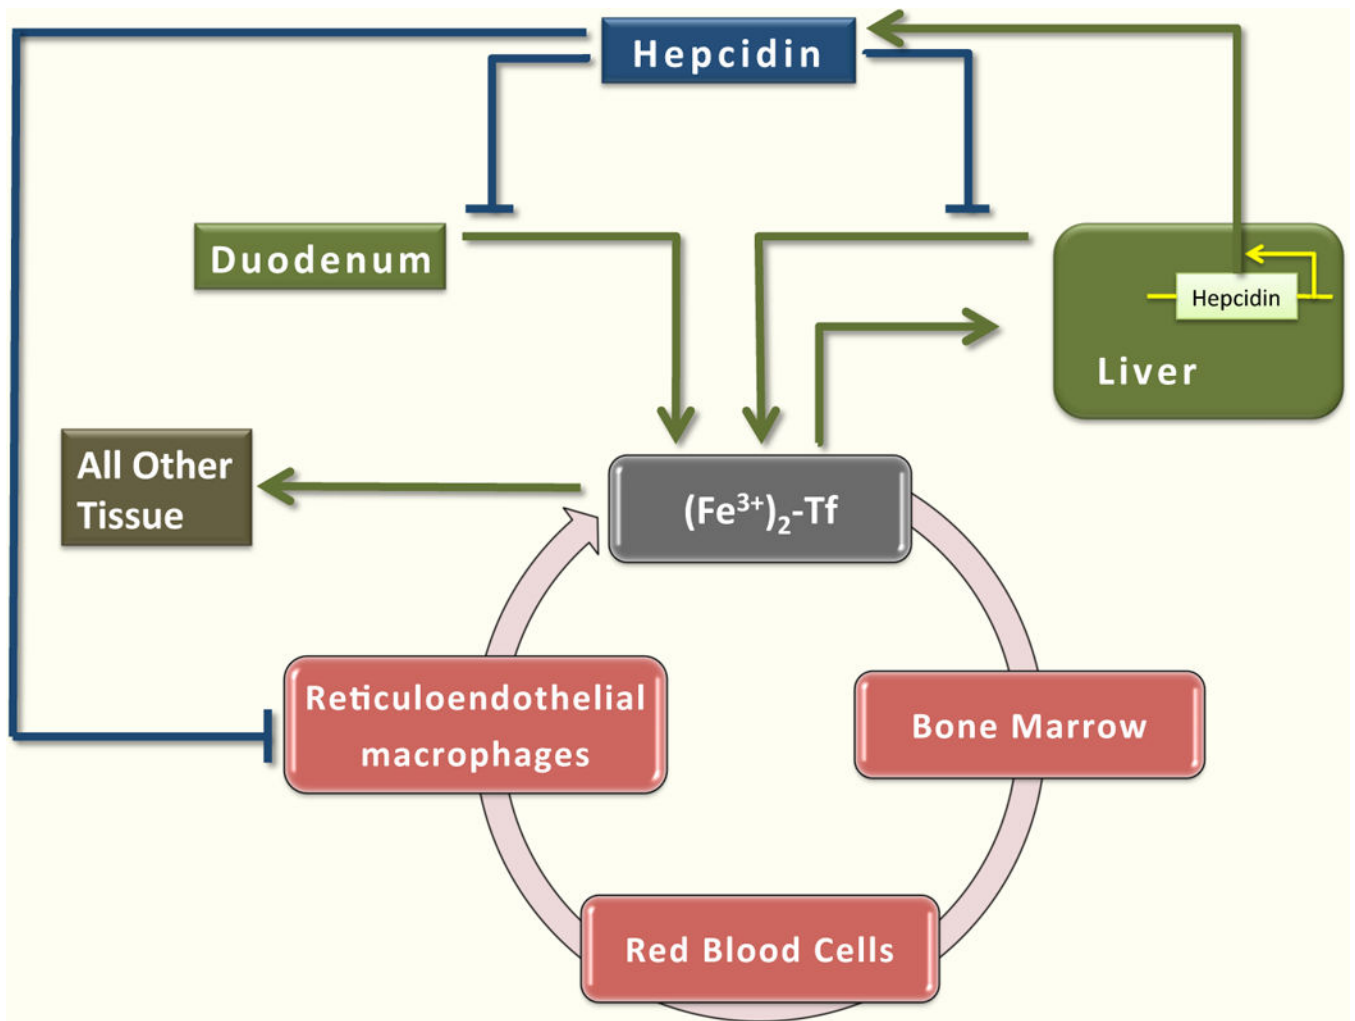 Hepcidin
Duodenum
Hepcidin
Liver
All Other
Tissue
(Fe³⁺)₂-Tf
Reticuloendothelial
macrophages
Bone Marrow
Red Blood Cells